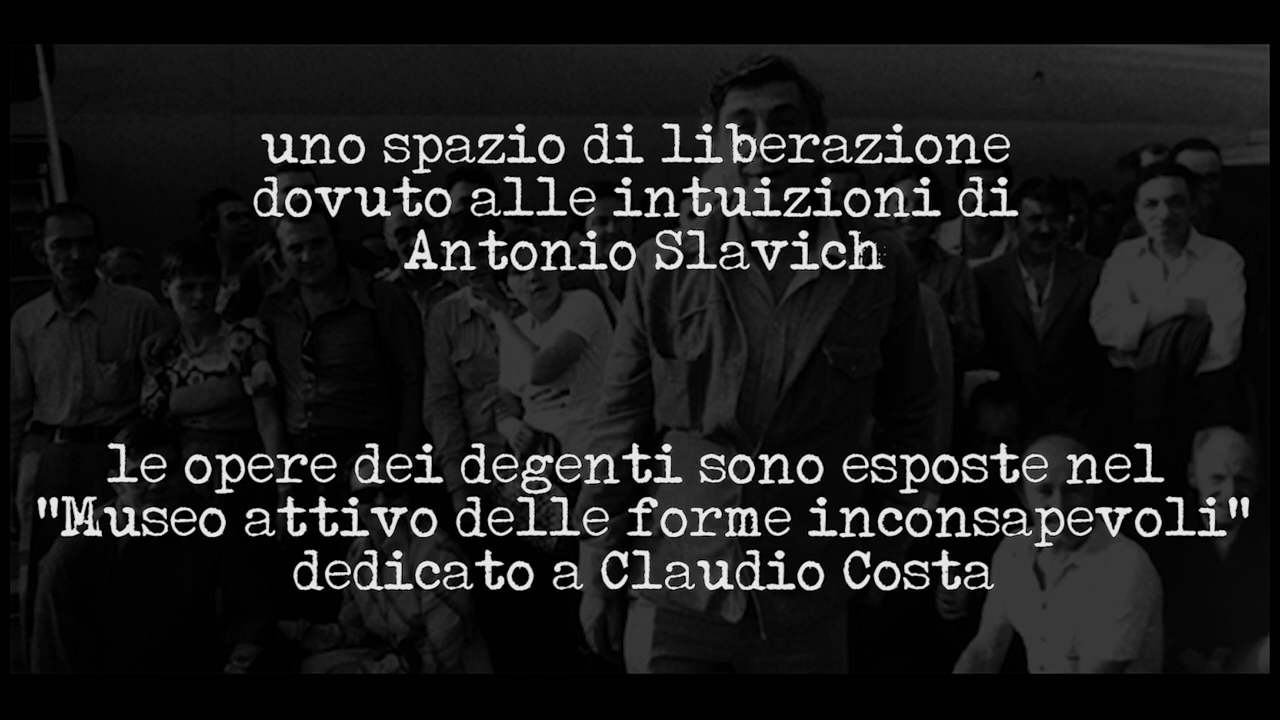 uno spazio di liberazione
dovuto alle intuizioni di
Antonio Slavich
le opere dei degenti sono esposte nel
"Museo attivo delle forme inconsapevoli"
dedicato a Claudio Costa